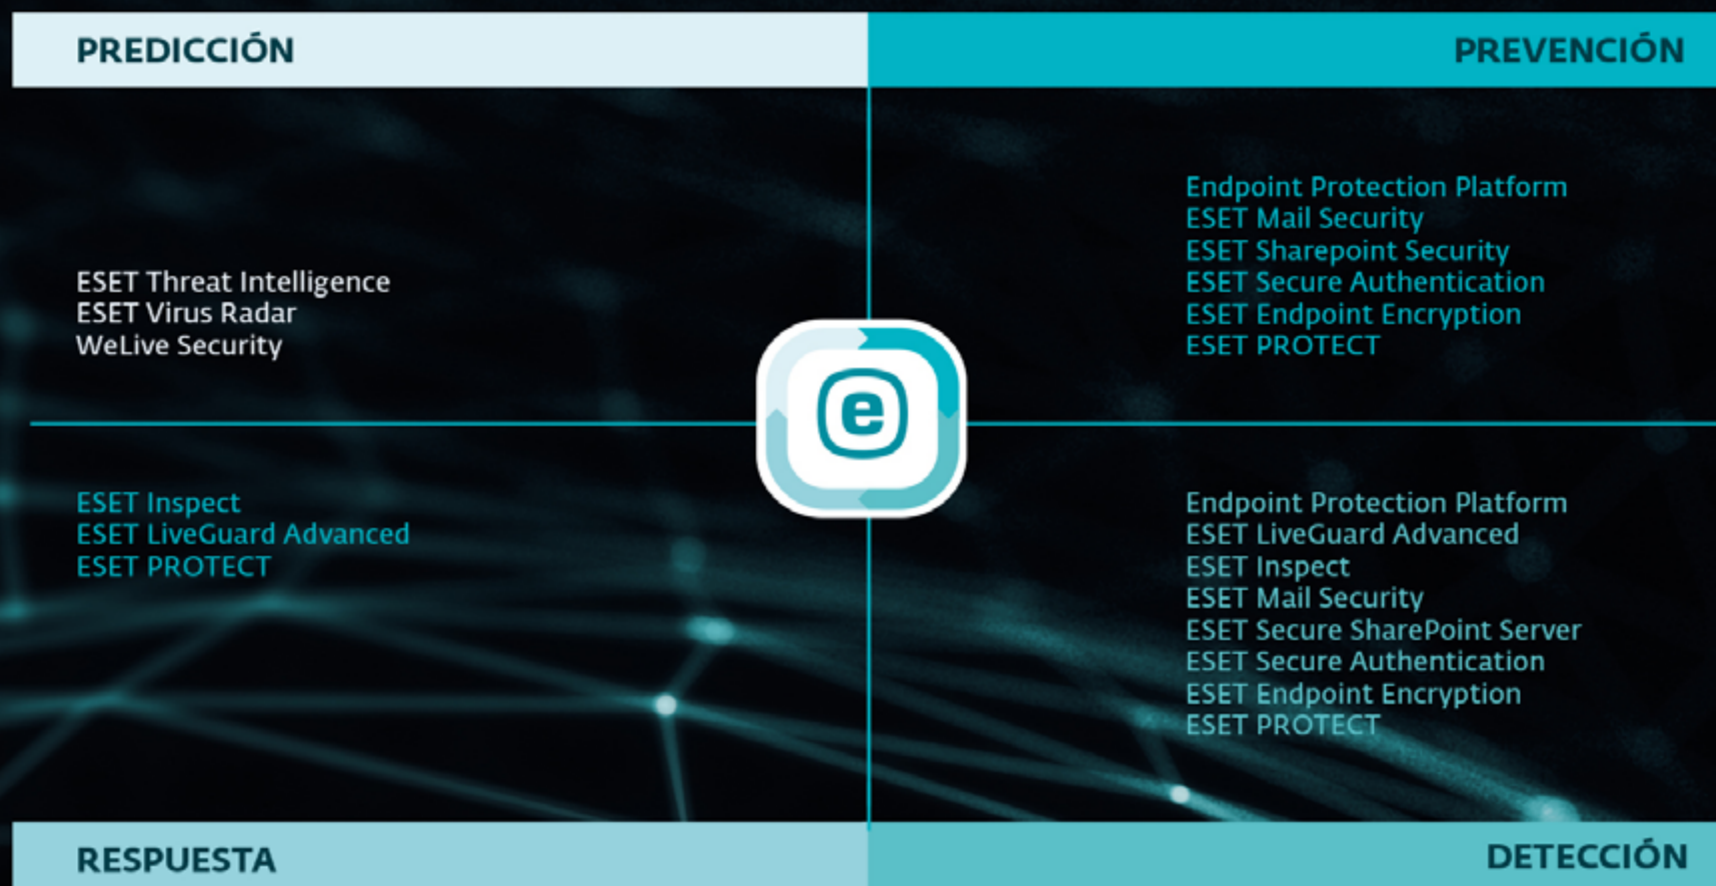 PREDICCIÓN
PREVENCIÓN
ESET Threat Intelligence
ESET Virus Radar
WeLive Security
Endpoint Protection Platform
ESET Mail Security
ESET Sharepoint Security
ESET Secure Authentication
ESET Endpoint Encryption
ESET PROTECT
e
ESET Inspect
ESET LiveGuard Advanced
ESET PROTECT
Endpoint Protection Platform
ESET LiveGuard Advanced
ESET Inspect
ESET Mail Security
ESET Secure SharePoint Server
ESET Secure Authentication
ESET Endpoint Encryption
ESET PROTECT
RESPUESTA
DETECCIÓN